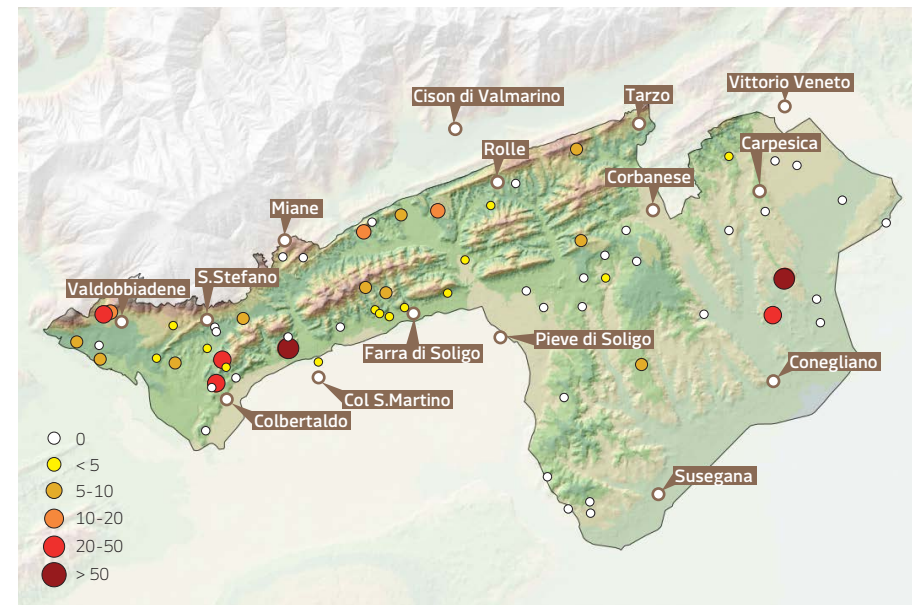 Vittorio Veneto
Cison di Valmarino
Tarzo
Carpesica
Rolle
Corbanese
Miane
S.Stefano
Valdobbiadene
Pieve di Soligo
Farra di Soligo
Conegliano
Col S.Martino
Colbertaldo
Susegana
0
< 5
5-10
10-20
20-50
> 50